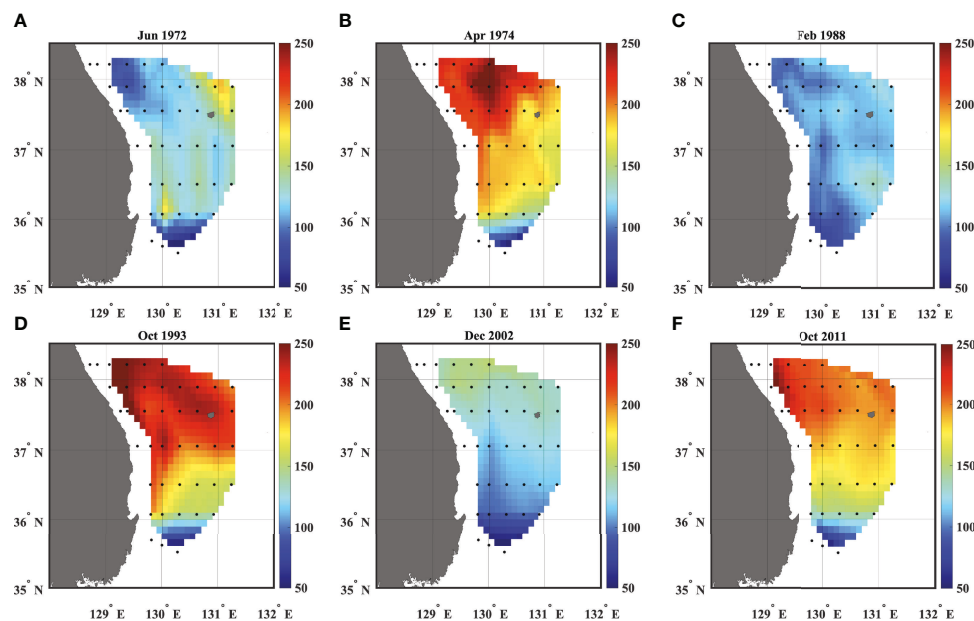 A
Jun 1972
38° N
37° N
36° N
35° N
129° E
130° E
131° E
132° E
250
200
150
100
50
B
Apr 1974
38° N
37° N
36° N
35° N
129° E
130° E
131° E
132° E
250
200
150
100
50
C
Feb 1988
38° N
37° N
36° N
35° N
129° E
130° E
131° E
132° E
250
200
150
100
50
D
Oct 1993
38° N
37° N
36° N
35° N
129° E
130° E
131° E
132° E
250
200
150
100
50
E
Dec 2002
38° N
37° N
36° N
35° N
129° E
130° E
131° E
132° E
250
200
150
100
50
F
Oct 2011
38° N
37° N
36° N
35° N
129° E
130° E
131° E
132° E
250
200
150
100
50